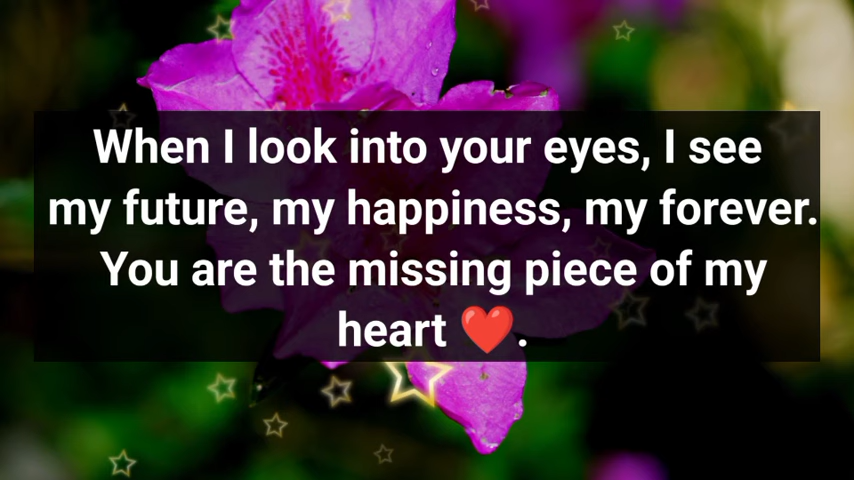 When I look into your eyes, I see
my future, my happiness, my forever.
You are the missing piece of my
heart ❤️.